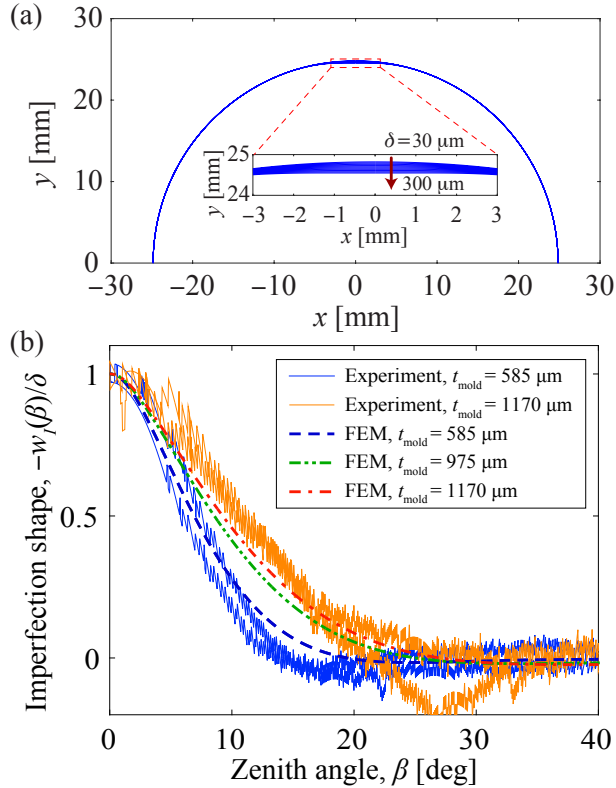 (a)
30
20
10
0
y [mm]
δ = 30 μm
300 μm
25
24
y [mm]
−3 −2 −1 0 1 2 3
x [mm]
−30 −20 −10 0 10 20 30
x [mm]
(b)
Experiment, t_mold = 585 μm
Experiment, t_mold = 1170 μm
FEM, t_mold = 585 μm
FEM, t_mold = 975 μm
FEM, t_mold = 1170 μm
1
0.5
0
Imperfection shape, −w_I(β)/δ
0 10 20 30 40
Zenith angle, β [deg]